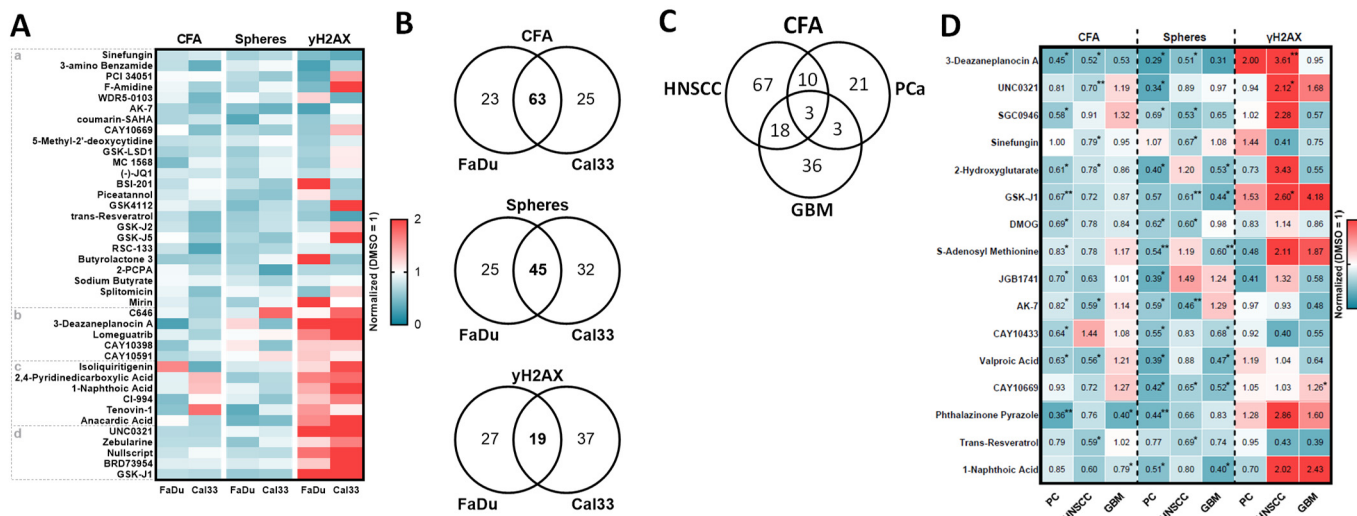 A
CFA Spheres yH2AX
a
Sinefungin
3-amino Benzamide
PCI 34051
F-Amidine
WDR5-0103
AK-7
coumarin-SAHA
CAY10669
5-Methyl-2'-deoxycytidine
GSK-LSD1
MC 1568
(-)-JQ1
BSI-201
Piceatannol
GSK4112
trans-Resveratrol
GSK-J2
GSK-J5
RSC-133
Butyrolactone 3
2-PCPA
Sodium Butyrate
Splitomicin
Mirin
b
C646
3-Deazaneplanocin A
Lomeguatrib
CAY10398
CAY10591
c
Isoliquiritigenin
2,4-Pyridinedicarboxylic Acid
1-Naphthoic Acid
CI-994
Tenovin-1
Anacardic Acid
d
UNC0321
Zebularine
Nullscript
BRD73954
GSK-J1
FaDu Cal33 FaDu Cal33 FaDu Cal33
Normalized (DMSO = 1)
2
1
0
B
CFA
23 63 25
FaDu Cal33
Spheres
25 45 32
FaDu Cal33
yH2AX
27 19 37
FaDu Cal33
C
CFA
HNSCC 67 10 21 PCa
3
18 3
36
GBM
D
CFA Spheres γH2AX
3-Deazaneplanocin A 0.45* 0.52* 0.53 0.29* 0.51* 0.31 2.00 3.61** 0.95
UNC0321 0.81 0.70** 1.19 0.34* 0.89 0.97 0.94 2.12* 1.68
SGC0946 0.58* 0.91 1.32 0.69* 0.53* 0.65 1.02 2.28 0.57
Sinefungin 1.00 0.79* 0.95 1.07 0.67* 1.08 1.44 0.41 0.75
2-Hydroxyglutarate 0.61* 0.78* 0.86 0.40* 1.20 0.53* 0.73 3.43 0.55
GSK-J1 0.67** 0.72 0.87 0.57 0.61** 0.44* 1.53 2.60* 4.18
DMOG 0.69* 0.78 0.84 0.62* 0.60* 0.98 0.83 1.14 0.86
S-Adenosyl Methionine 0.83* 0.78 1.17 0.54** 1.19 0.60** 0.48 2.11 1.87
JGB1741 0.70* 0.63 1.01 0.39* 1.49 1.24 0.41 1.32 0.58
AK-7 0.82* 0.59* 1.14 0.59* 0.46** 1.29 0.97 0.93 0.48
CAY10433 0.64* 1.44 1.08 0.55* 0.83 0.68* 0.92 0.40 0.55
Valproic Acid 0.63* 0.56* 1.21 0.39* 0.88 0.47* 1.19 1.04 0.64
CAY10669 0.93 0.72 1.27 0.42* 0.65* 0.52* 1.05 1.03 1.26*
Phthalazinone Pyrazole 0.36** 0.76 0.40* 0.44** 0.66 0.83 1.28 2.86 1.60
Trans-Resveratrol 0.79 0.59* 1.02 0.77 0.69* 0.74 0.95 0.43 0.39
1-Naphthoic Acid 0.85 0.60 0.79* 0.51* 0.80 0.40* 0.70 2.02 2.43
PC HNSCC GBM PC HNSCC GBM PC HNSCC GBM
Normalized (DMSO = 1)